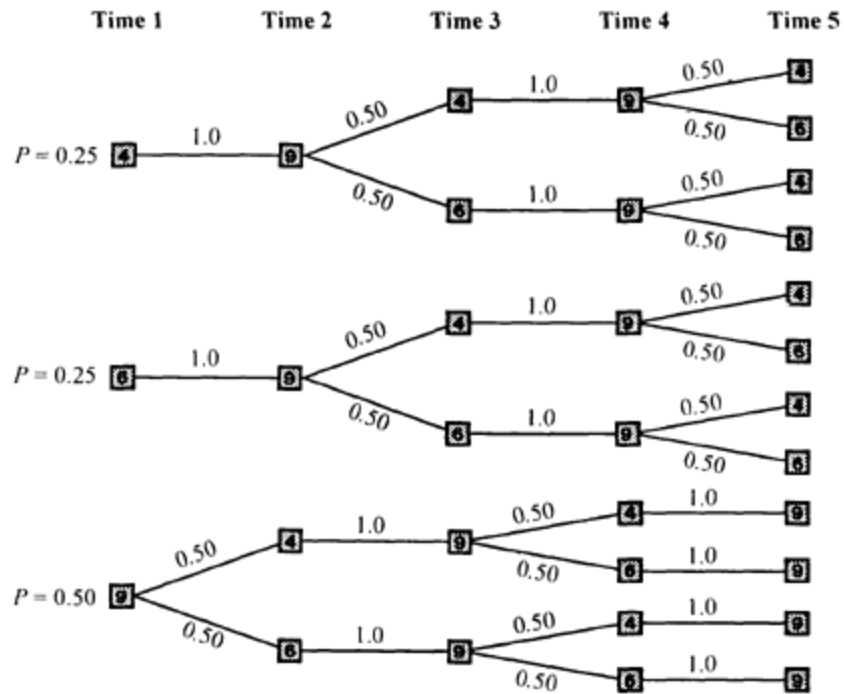 Time 1 Time 2 Time 3 Time 4 Time 5
0.50 4
4 1.0 9
0.50 0.50 6
P = 0.25 4 1.0 9
0.50 0.50 4
6 1.0 9
0.50 6
0.50 4
4 1.0 9
0.50 0.50 6
P = 0.25 6 1.0 9
0.50 0.50 4
6 1.0 9
0.50 6
0.50 4 1.0 9
4 1.0 9
0.50 0.50 6 1.0 9
P = 0.50 9
0.50 0.50 4 1.0 9
6 1.0 9
0.50 6 1.0 9